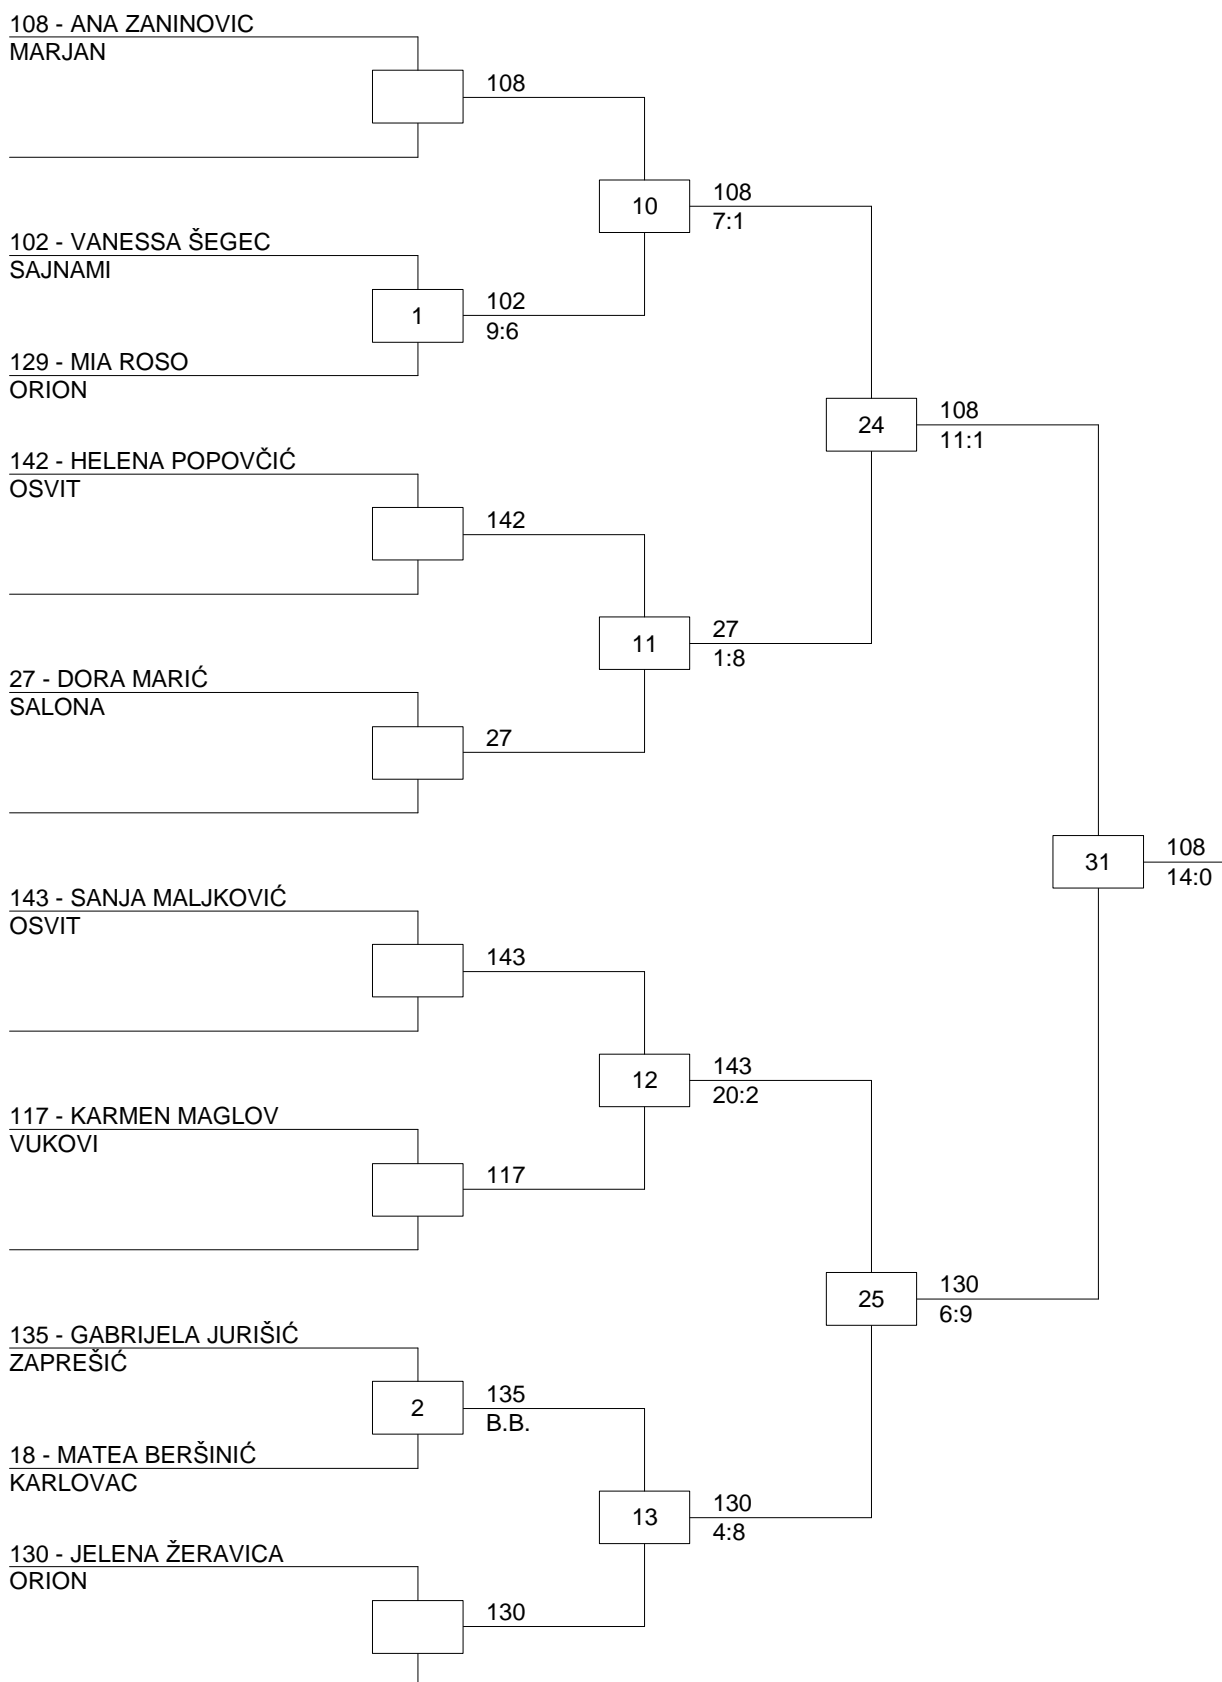 108 - ANA ZANINOVIC
MARJAN
108
10
108
7:1
102 - VANESSA ŠEGEC
SAJNAMI
1
102
9:6
129 - MIA ROSO
ORION
24
108
11:1
142 - HELENA POPOVČIĆ
OSVIT
142
11
27
1:8
27 - DORA MARIĆ
SALONA
27
31
108
14:0
143 - SANJA MALJKOVIĆ
OSVIT
143
12
143
20:2
117 - KARMEN MAGLOV
VUKOVI
117
25
130
6:9
135 - GABRIJELA JURIŠIĆ
ZAPREŠIĆ
2
135
B.B.
18 - MATEA BERŠINIĆ
KARLOVAC
13
130
4:8
130 - JELENA ŽERAVICA
ORION
130